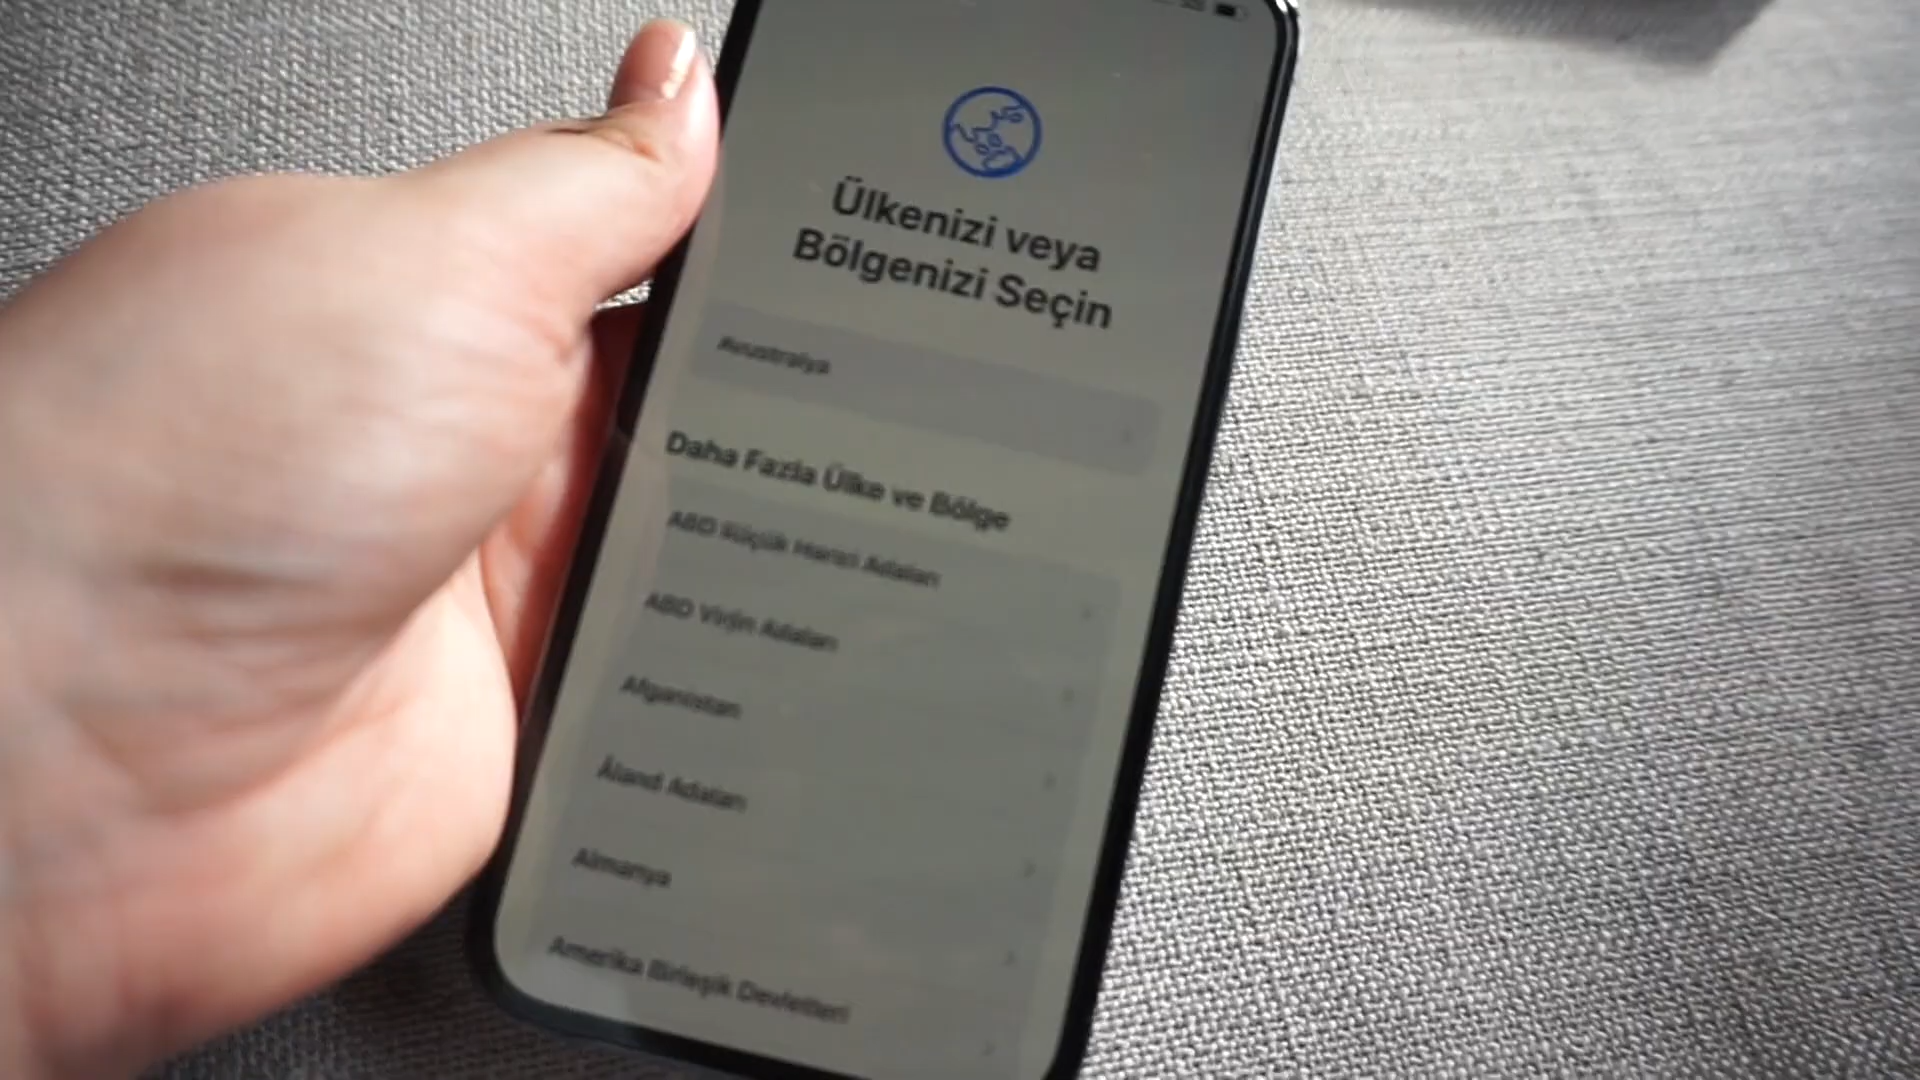 Ülkenizi veya
Bölgenizi Seçin
Avustralya
Daha Fazla Ülke ve Bölge
ABD Küçük Harici Adaları
ABD Virjin Adaları
Afganistan
Åland Adaları
Almanya
Amerika Birleşik Devletleri